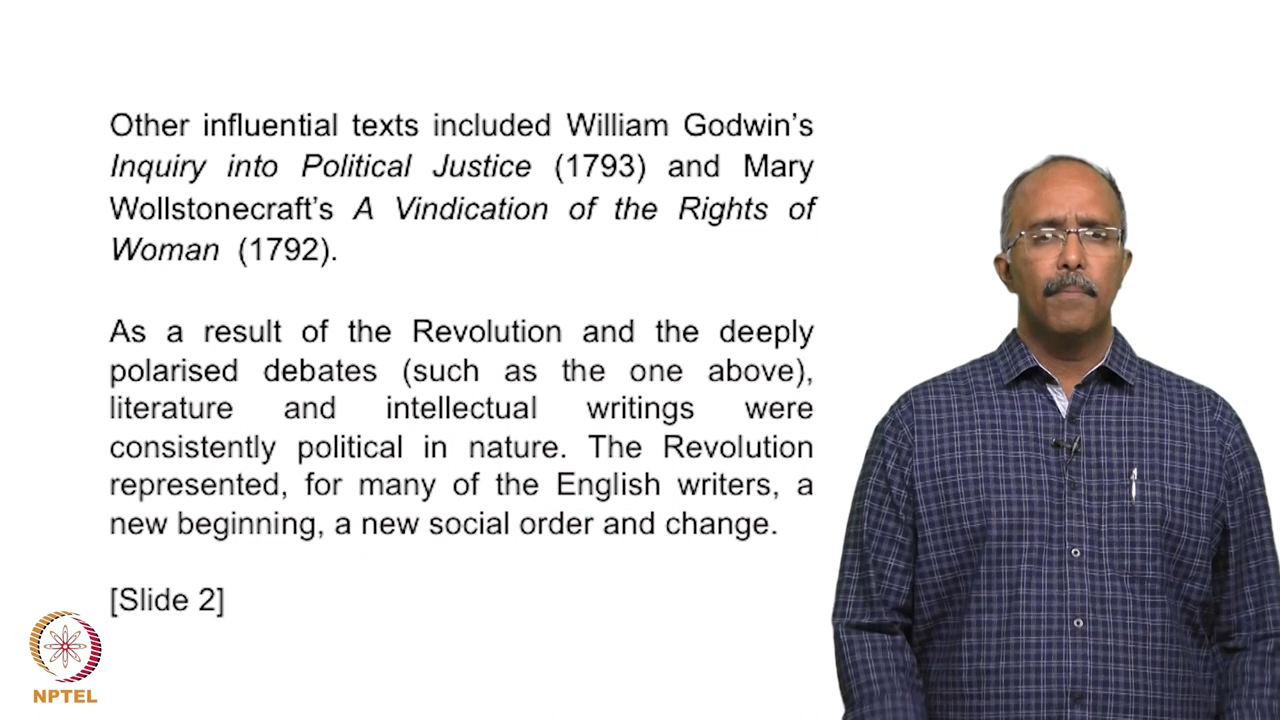 Other influential texts included William Godwin's
Inquiry into Political Justice (1793) and Mary
Wollstonecraft's A Vindication of the Rights of
Woman (1792).
As a result of the Revolution and the deeply
polarised debates (such as the one above),
literature and intellectual writings were
consistently political in nature. The Revolution
represented, for many of the English writers, a
new beginning, a new social order and change.
[Slide 2]
NPTEL